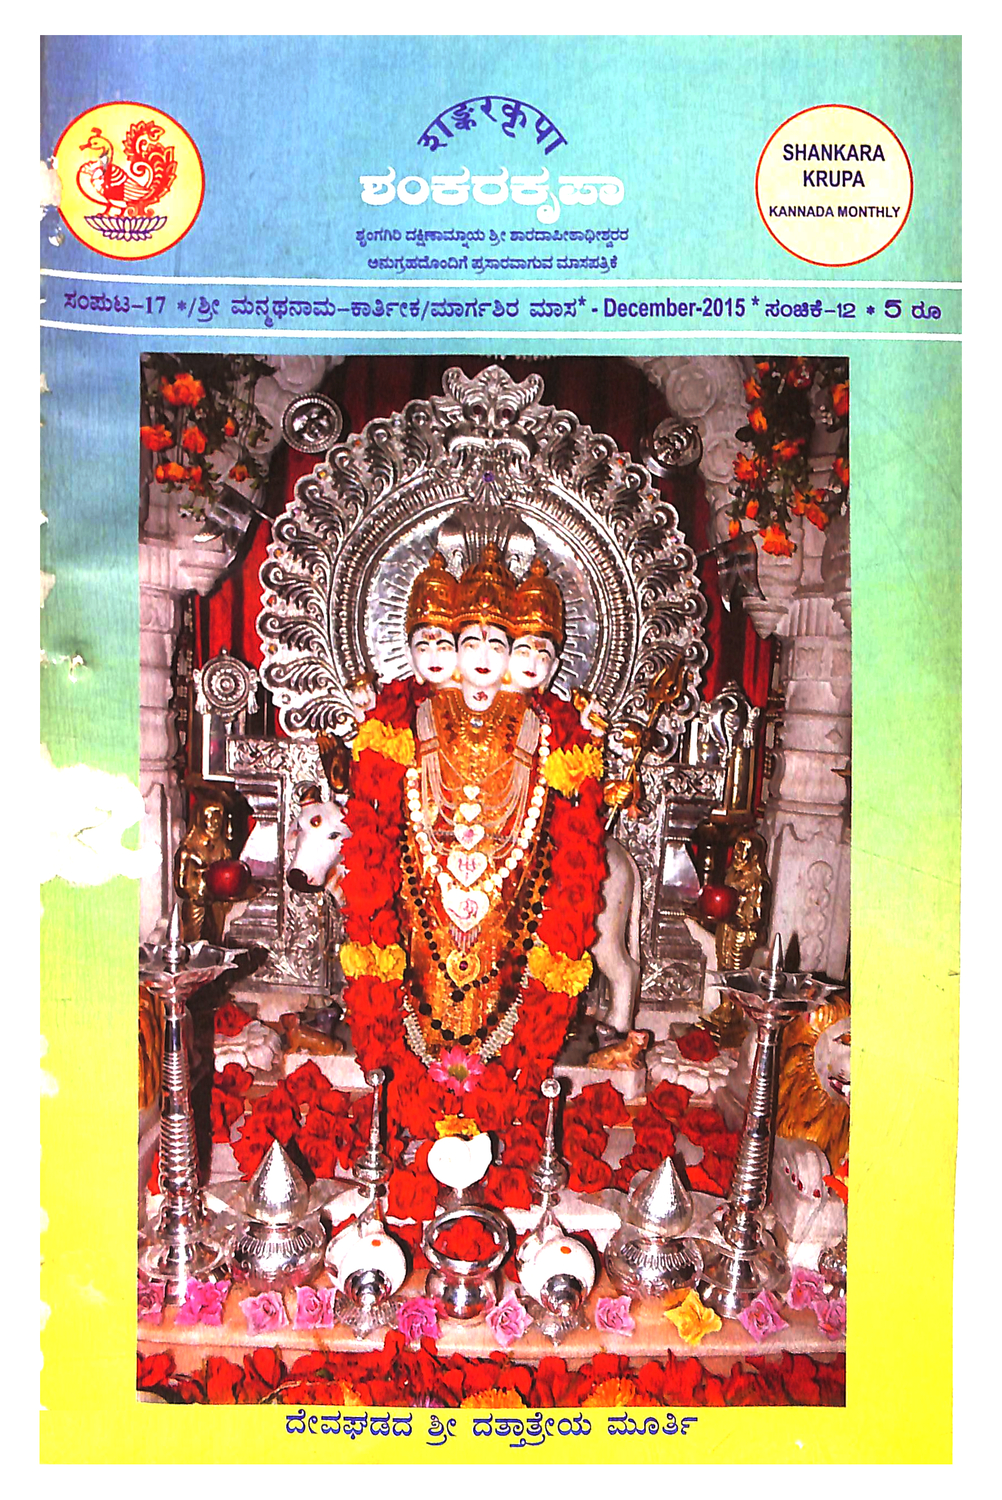 शाङ्करकृपा
ಶಂಕರಕೃಪಾ
SHANKARA
KRUPA
KANNADA MONTHLY
ಶೃಂಗಗಿರಿ ದಕ್ಷಿಣಾಮ್ನಾಯ ಶ್ರೀ ಶಾರದಾಪೀಠಾಧೀಶ್ವರರ
ಅನುಗ್ರಹದೊಂದಿಗೆ ಪ್ರಸಾರವಾಗುವ ಮಾಸಪತ್ರಿಕೆ
ಸಂಪುಟ–17 */ಶ್ರೀ ಮನ್ಮಥನಾಮ–ಕಾರ್ತೀಕ/ಮಾರ್ಗಶಿರ ಮಾಸ* - December-2015 * ಸಂಚಿಕೆ–12 * 5 ರೂ
ದೇವಘಡದ ಶ್ರೀ ದತ್ತಾತ್ರೇಯ ಮೂರ್ತಿ